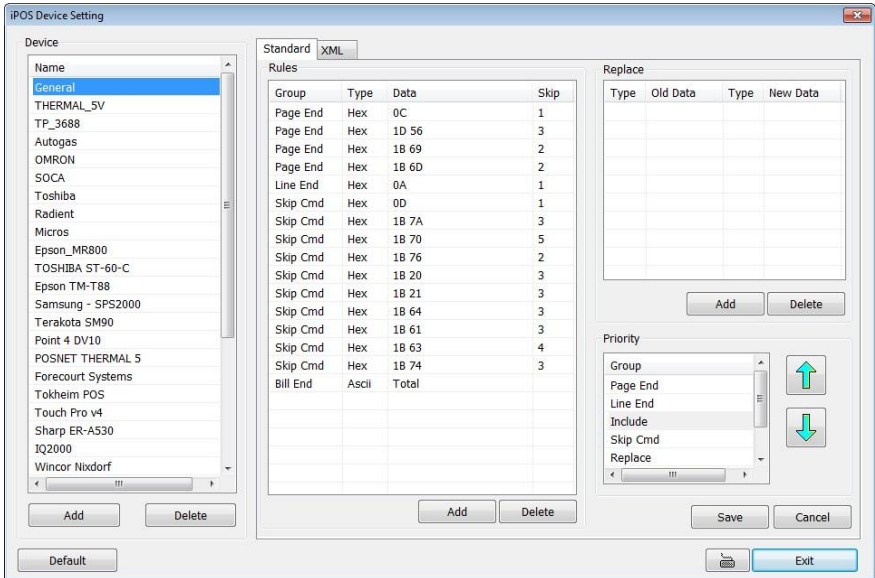 iPOS Device Setting
Device
Name
General
THERMAL_5V
TP_3688
Autogas
OMRON
SOCA
Toshiba
Radient
Micros
Epson_MR800
TOSHIBA ST-60-C
Epson TM-T88
Samsung - SPS2000
Terakota SM90
Point 4 DV10
POSNET THERMAL 5
Forecourt Systems
Tokheim POS
Touch Pro v4
Sharp ER-A530
IQ2000
Wincor Nixdorf
Add Delete
Default
Standard XML
Rules
Group Type Data Skip
Page End Hex 0C 1
Page End Hex 1D 56 3
Page End Hex 1B 69 2
Page End Hex 1B 6D 2
Line End Hex 0A 1
Skip Cmd Hex 0D 1
Skip Cmd Hex 1B 7A 3
Skip Cmd Hex 1B 70 5
Skip Cmd Hex 1B 76 2
Skip Cmd Hex 1B 20 3
Skip Cmd Hex 1B 21 3
Skip Cmd Hex 1B 64 3
Skip Cmd Hex 1B 61 3
Skip Cmd Hex 1B 63 4
Skip Cmd Hex 1B 74 3
Bill End Ascii Total
Add Delete
Replace
Type Old Data Type New Data
Add Delete
Priority
Group
Page End
Line End
Include
Skip Cmd
Replace
Save Cancel
Exit